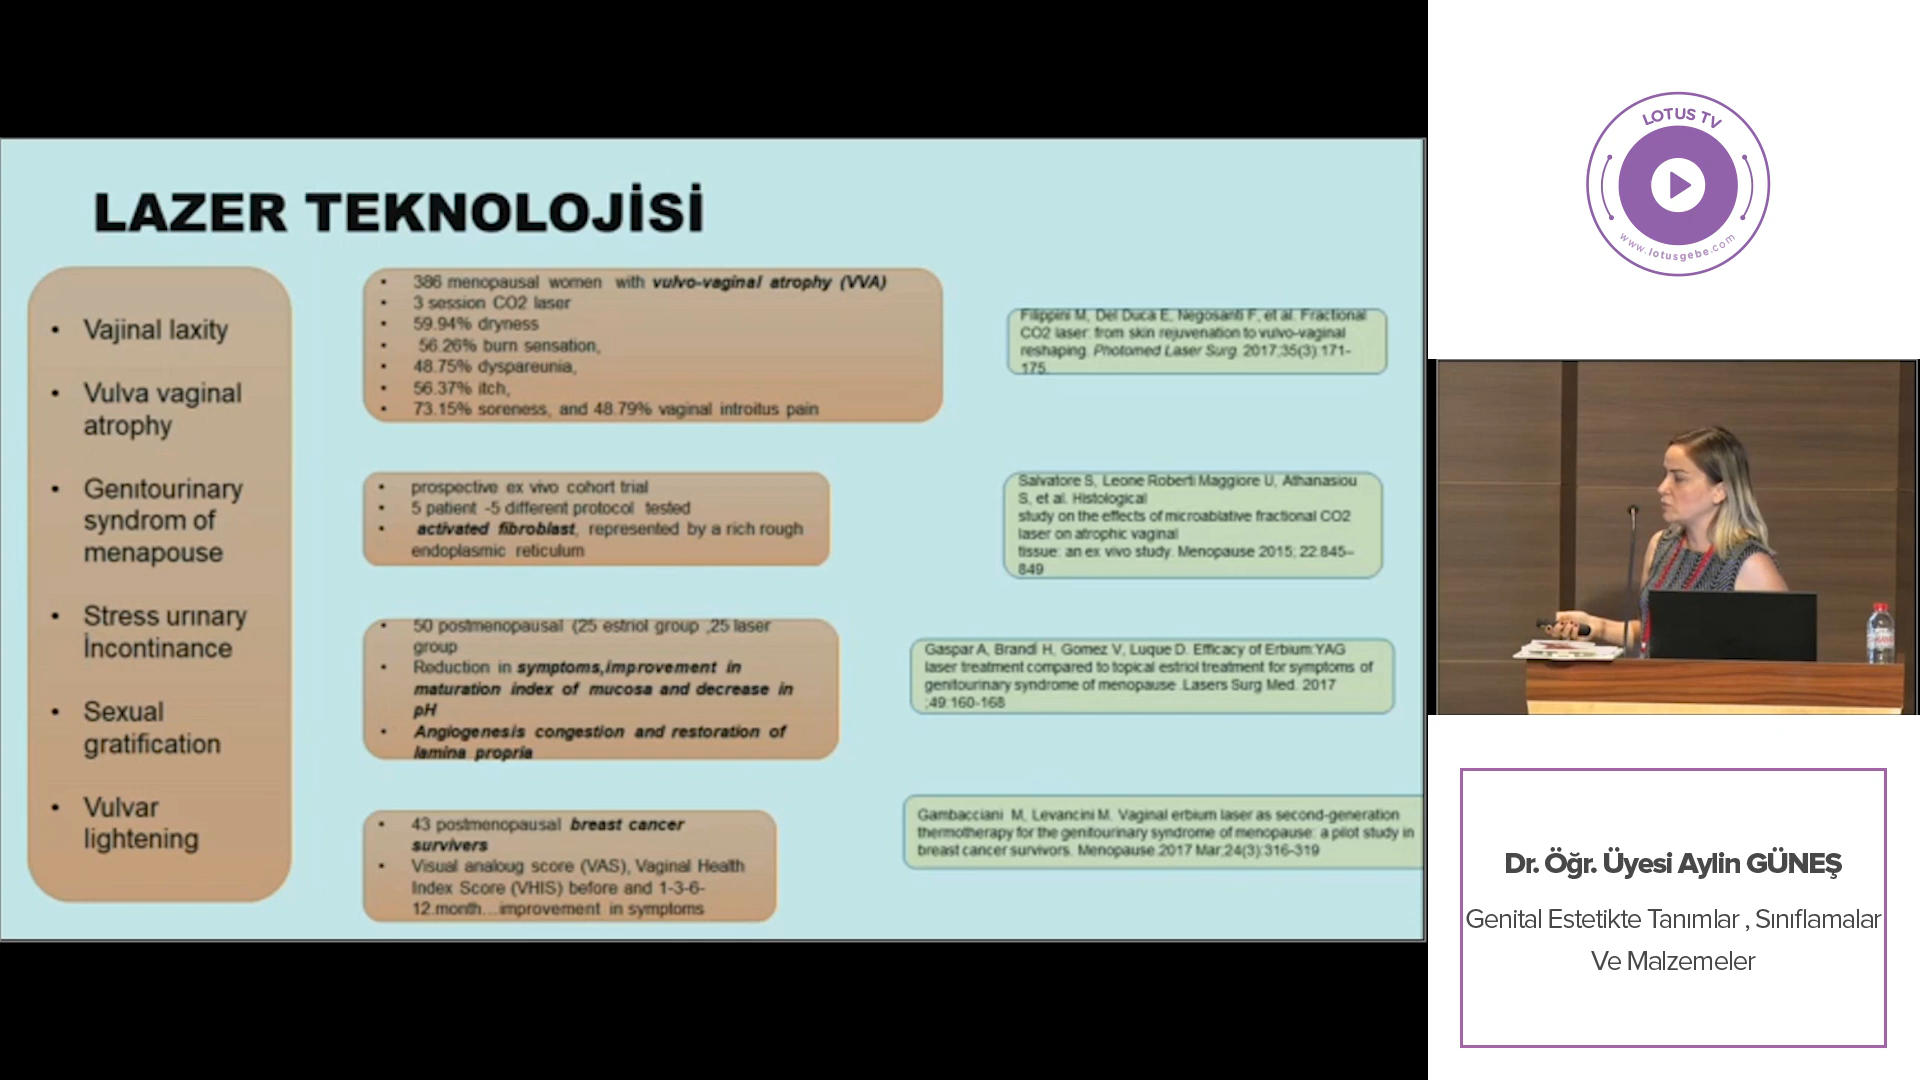 LAZER TEKNOLOJİSİ
• Vajinal laxity
• Vulva vaginal
atrophy
• Genıtourinary
syndrom of
menapouse
• Stress urınary
İncontinance
• Sexual
gratification
• Vulvar
lightening
• 386 menopausal women with vulvo-vaginal atrophy (VVA)
• 3 session CO2 laser
• 59.94% dryness
• 56.26% burn sensation,
• 48.75% dyspareunia,
• 56.37% itch,
• 73.15% soreness, and 48.79% vaginal introitus pain
Filippini M, Del Duca E, Negosanti F, et al. Fractional
CO2 laser: from skin rejuvenation to vulvo-vaginal
reshaping. Photomed Laser Surg. 2017;35(3):171-
175.
• prospective ex vivo cohort trial
• 5 patient -5 different protocol tested
• activated fibroblast, represented by a rich rough
endoplasmic reticulum
Salvatore S, Leone Roberti Maggiore U, Athanasiou
S, et al. Histological
study on the effects of microablative fractional CO2
laser on atrophic vaginal
tissue: an ex vivo study. Menopause 2015; 22:845–
849
• 50 postmenopausal (25 estriol group ,25 laser
group
• Reduction in symptoms,improvement in
maturation index of mucosa and decrease in
pH
• Angiogenesis congestion and restoration of
lamina propria
Gaspar A, Brandi H, Gomez V, Luque D. Efficacy of Erbium:YAG
laser treatment compared to topical estriol treatment for symptoms of
genitourinary syndrome of menopause .Lasers Surg Med. 2017
;49:160-168
• 43 postmenopausal breast cancer
survivers
• Visual analoug score (VAS), Vaginal Health
Index Score (VHIS) before and 1-3-6-
12.month...improvement in symptoms
Gambacciani M, Levancini M. Vaginal erbium laser as second-generation
thermotherapy for the genitourinary syndrome of menopause: a pilot study in
breast cancer survivors. Menopause.2017 Mar;24(3):316-319
LOTUS TV
www.lotusgebe.com
Dr. Öğr. Üyesi Aylin GÜNEŞ
Genital Estetikte Tanımlar , Sınıflamalar
Ve Malzemeler